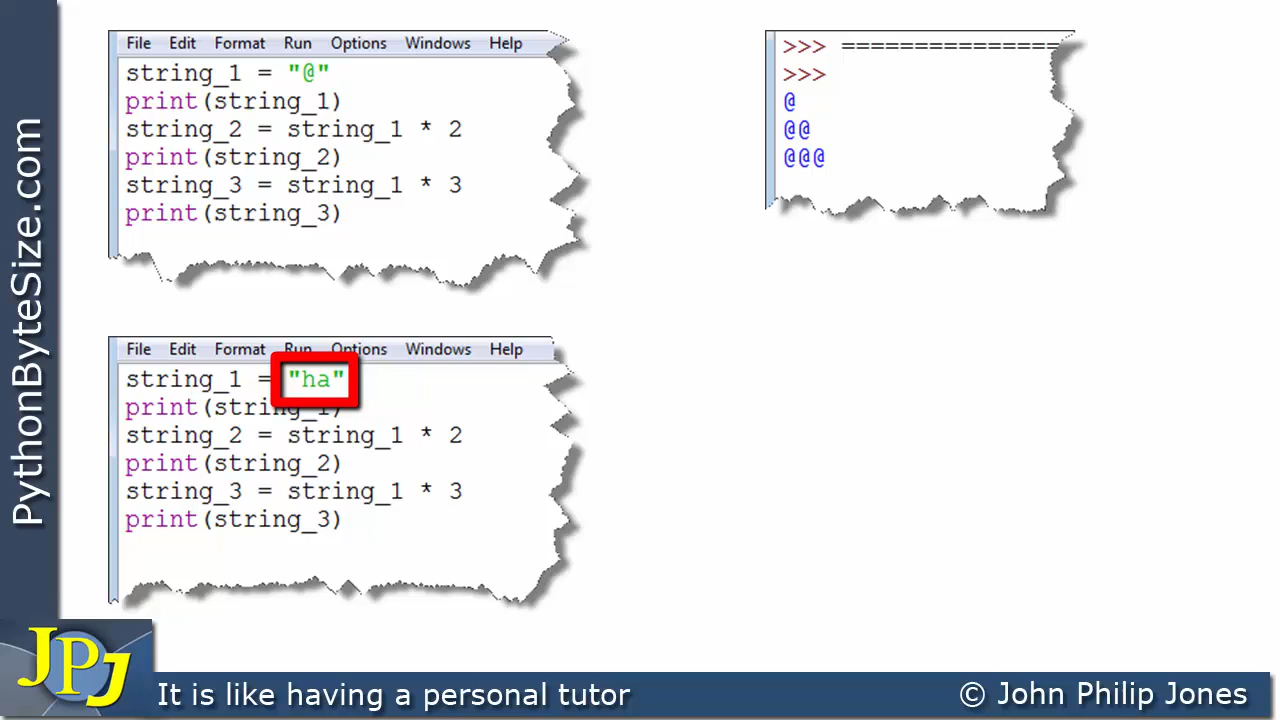 PythonByteSize.com
File Edit Format Run Options Windows Help
string_1 = "@"
print(string_1)
string_2 = string_1 * 2
print(string_2)
string_3 = string_1 * 3
print(string_3)
>>> ===============
>>>
@
@@
@@@
File Edit Format Run Options Windows Help
string_1 = "ha"
print(string_1)
string_2 = string_1 * 2
print(string_2)
string_3 = string_1 * 3
print(string_3)
JPJ
It is like having a personal tutor
© John Philip Jones